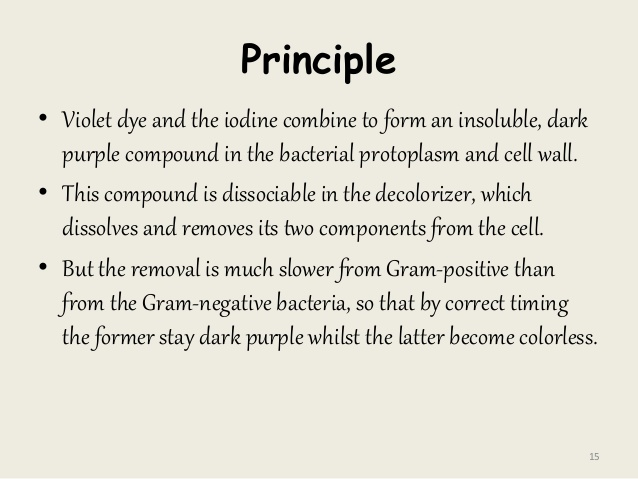 Principle
• Violet dye and the iodine combine to form an insoluble, dark
purple compound in the bacterial protoplasm and cell wall.
• This compound is dissociable in the decolorizer, which
dissolves and removes its two components from the cell.
• But the removal is much slower from Gram-positive than
from the Gram-negative bacteria, so that by correct timing
the former stay dark purple whilst the latter become colorless.
15